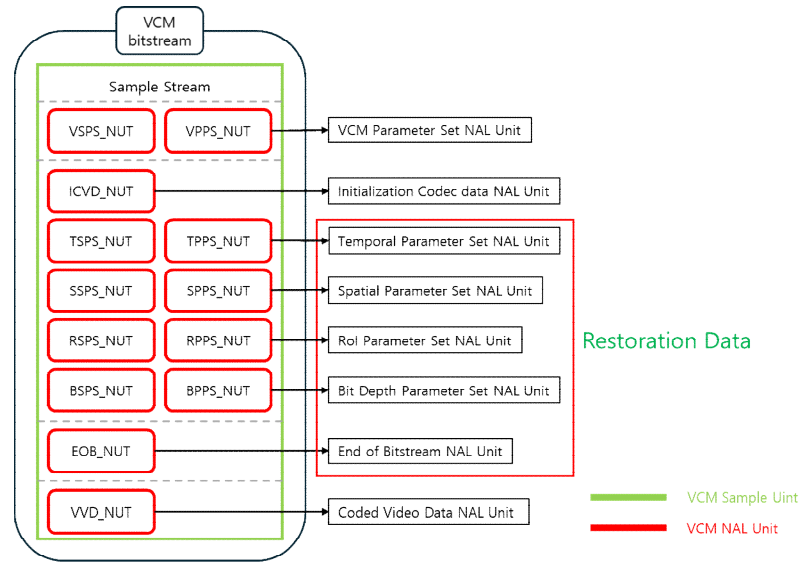 VCM
bitstream
Sample Stream
VSPS_NUT VPPS_NUT VCM Parameter Set NAL Unit
ICVD_NUT Initialization Codec data NAL Unit
TSPS_NUT TPPS_NUT Temporal Parameter Set NAL Unit
SSPS_NUT SPPS_NUT Spatial Parameter Set NAL Unit
RSPS_NUT RPPS_NUT RoI Parameter Set NAL Unit
Restoration Data
BSPS_NUT BPPS_NUT Bit Depth Parameter Set NAL Unit
EOB_NUT End of Bitstream NAL Unit
VVD_NUT Coded Video Data NAL Unit
VCM Sample Uint
VCM NAL Unit